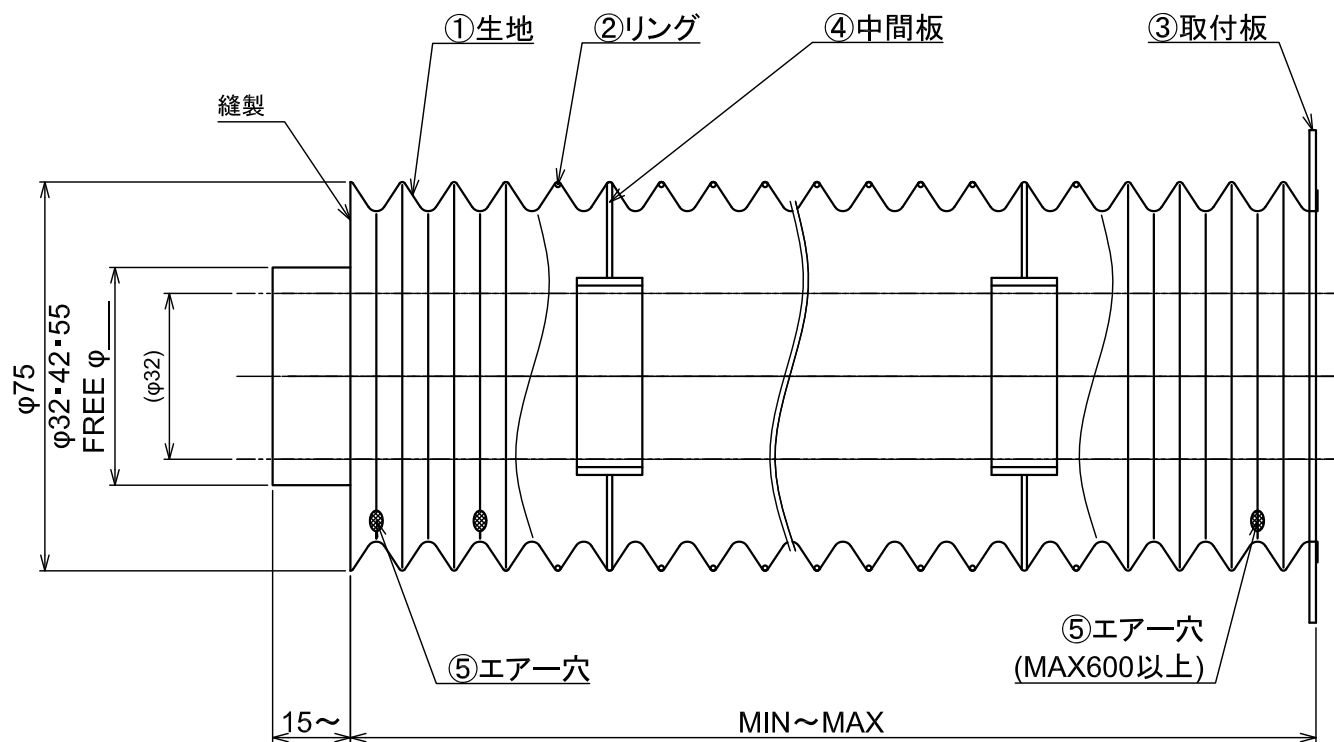 ①生地
②リング
④中間板
③取付板
縫製
φ75
φ32・42・55
FREE φ
(φ32)
⑤エアー穴
⑤エアー穴
(MAX600以上)
15～
MIN～MAX